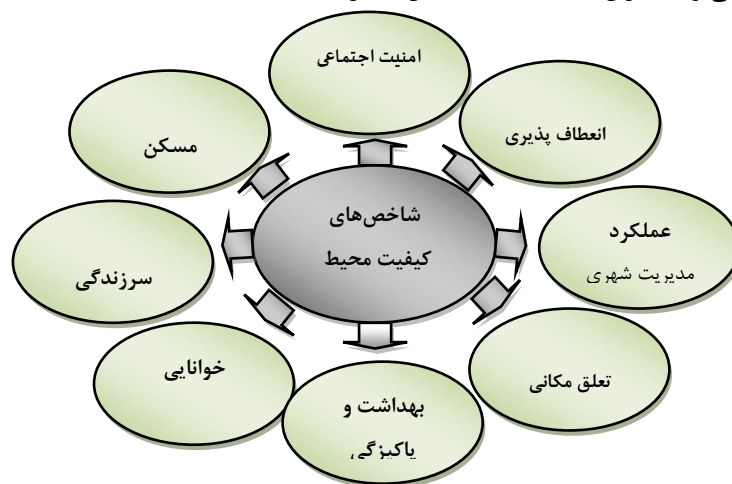 امنیت اجتماعی
انعطاف پذیری
مسکن
شاخص‌های
کیفیت محیط
عملکرد
مدیریت شهری
سرزندگی
خوانایی
تعلق مکانی
بهداشت و
پاکیزگی